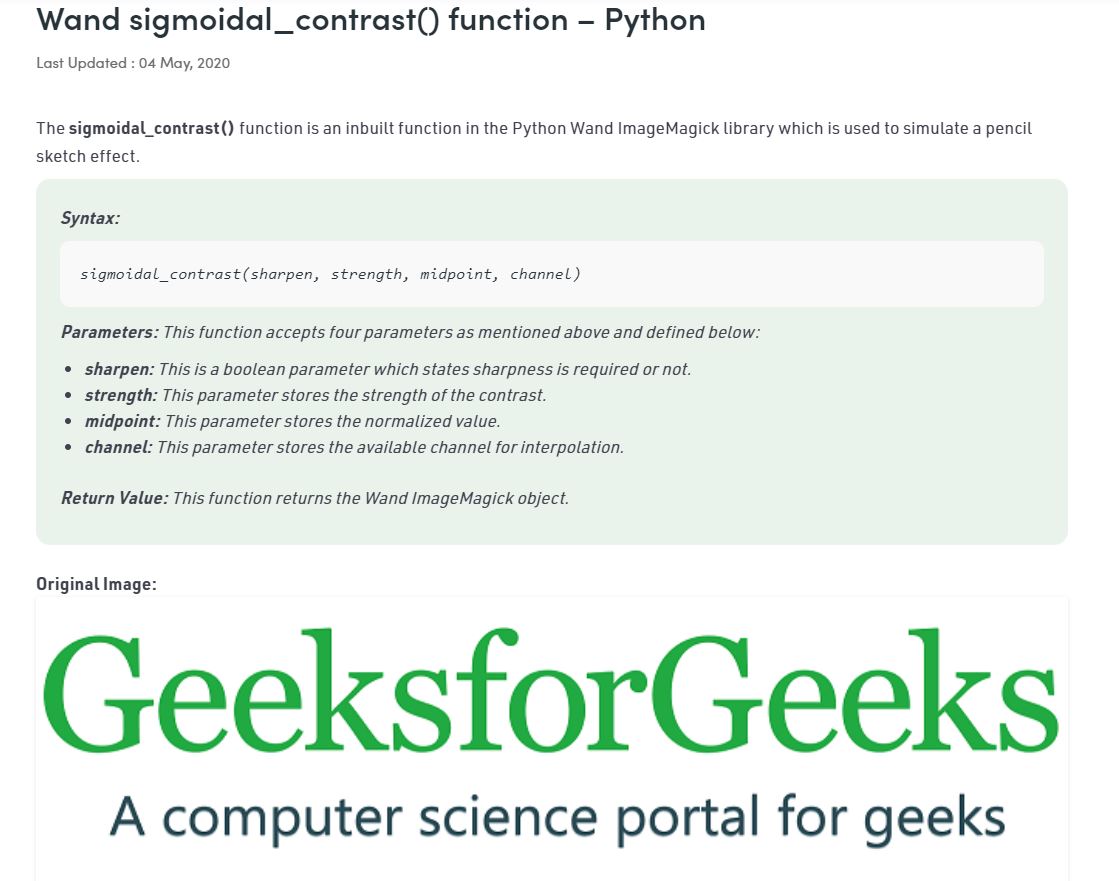 Wand sigmoidal_contrast() function – Python
Last Updated : 04 May, 2020
The sigmoidal_contrast() function is an inbuilt function in the Python Wand ImageMagick library which is used to simulate a pencil
sketch effect.
Syntax:
sigmoidal_contrast(sharpen, strength, midpoint, channel)
Parameters: This function accepts four parameters as mentioned above and defined below:
• sharpen: This is a boolean parameter which states sharpness is required or not.
• strength: This parameter stores the strength of the contrast.
• midpoint: This parameter stores the normalized value.
• channel: This parameter stores the available channel for interpolation.
Return Value: This function returns the Wand ImageMagick object.
Original Image:
GeeksforGeeks
A computer science portal for geeks